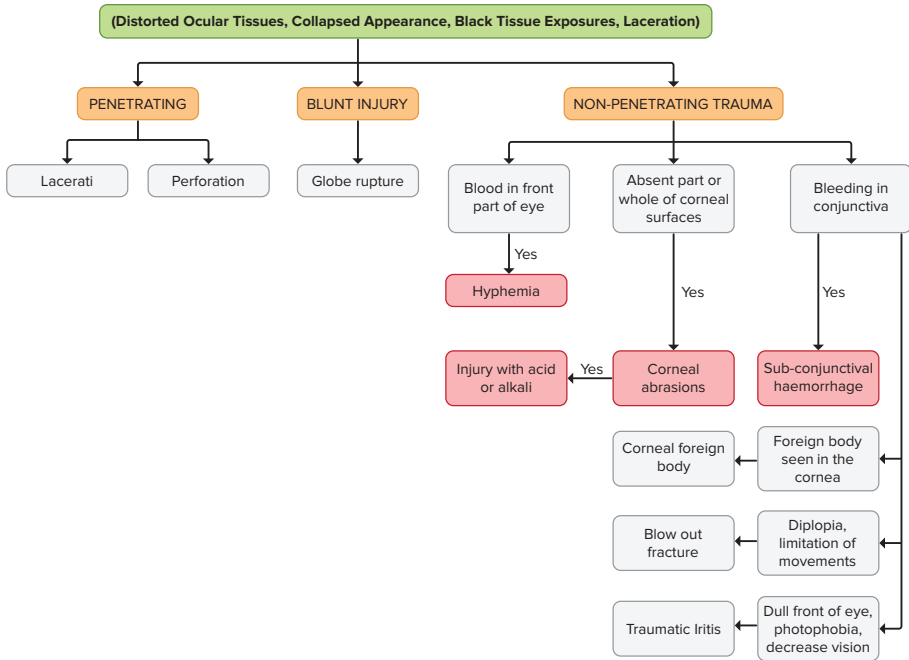 (Distorted Ocular Tissues, Collapsed Appearance, Black Tissue Exposures, Laceration)
PENETRATING
BLUNT INJURY
NON-PENETRATING TRAUMA
Lacerati
Perforation
Globe rupture
Blood in front
part of eye
Absent part or
whole of corneal
surfaces
Bleeding in
conjunctiva
Yes
Hyphemia
Yes
Yes
Injury with acid
or alkali
Yes
Corneal
abrasions
Sub-conjunctival
haemorrhage
Corneal foreign
body
Foreign body
seen in the
cornea
Blow out
fracture
Diplopia,
limitation of
movements
Traumatic Iritis
Dull front of eye,
photophobia,
decrease vision